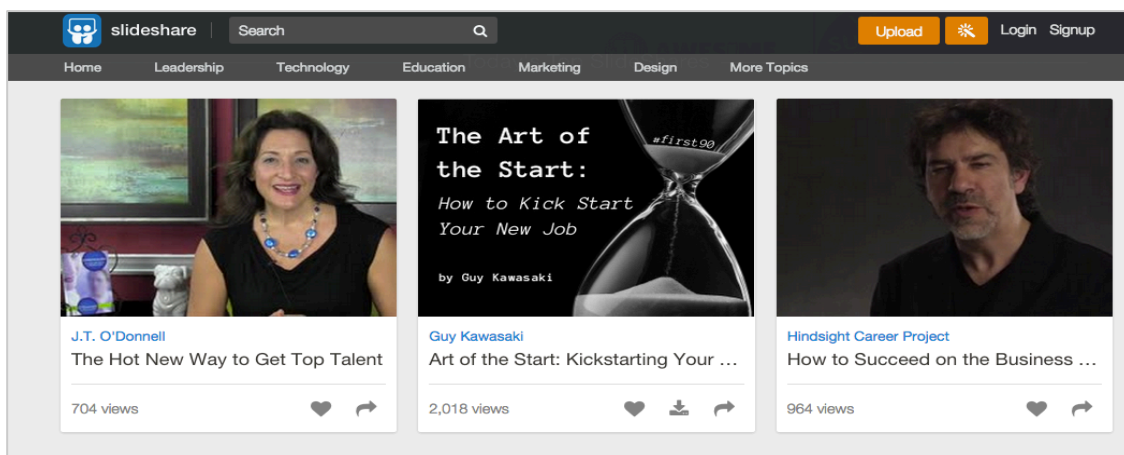 slideshare Search Upload Login Signup
Home Leadership Technology Education Marketing Design More Topics
The Art of
the Start:
How to Kick Start
Your New Job
by Guy Kawasaki
#first90
J.T. O'Donnell
The Hot New Way to Get Top Talent
704 views
Guy Kawasaki
Art of the Start: Kickstarting Your ...
2,018 views
Hindsight Career Project
How to Succeed on the Business ...
964 views